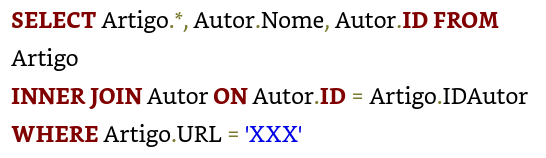 SELECT Artigo.*, Autor.Nome, Autor.ID FROM
Artigo
INNER JOIN Autor ON Autor.ID = Artigo.IDAutor
WHERE Artigo.URL = 'XXX'